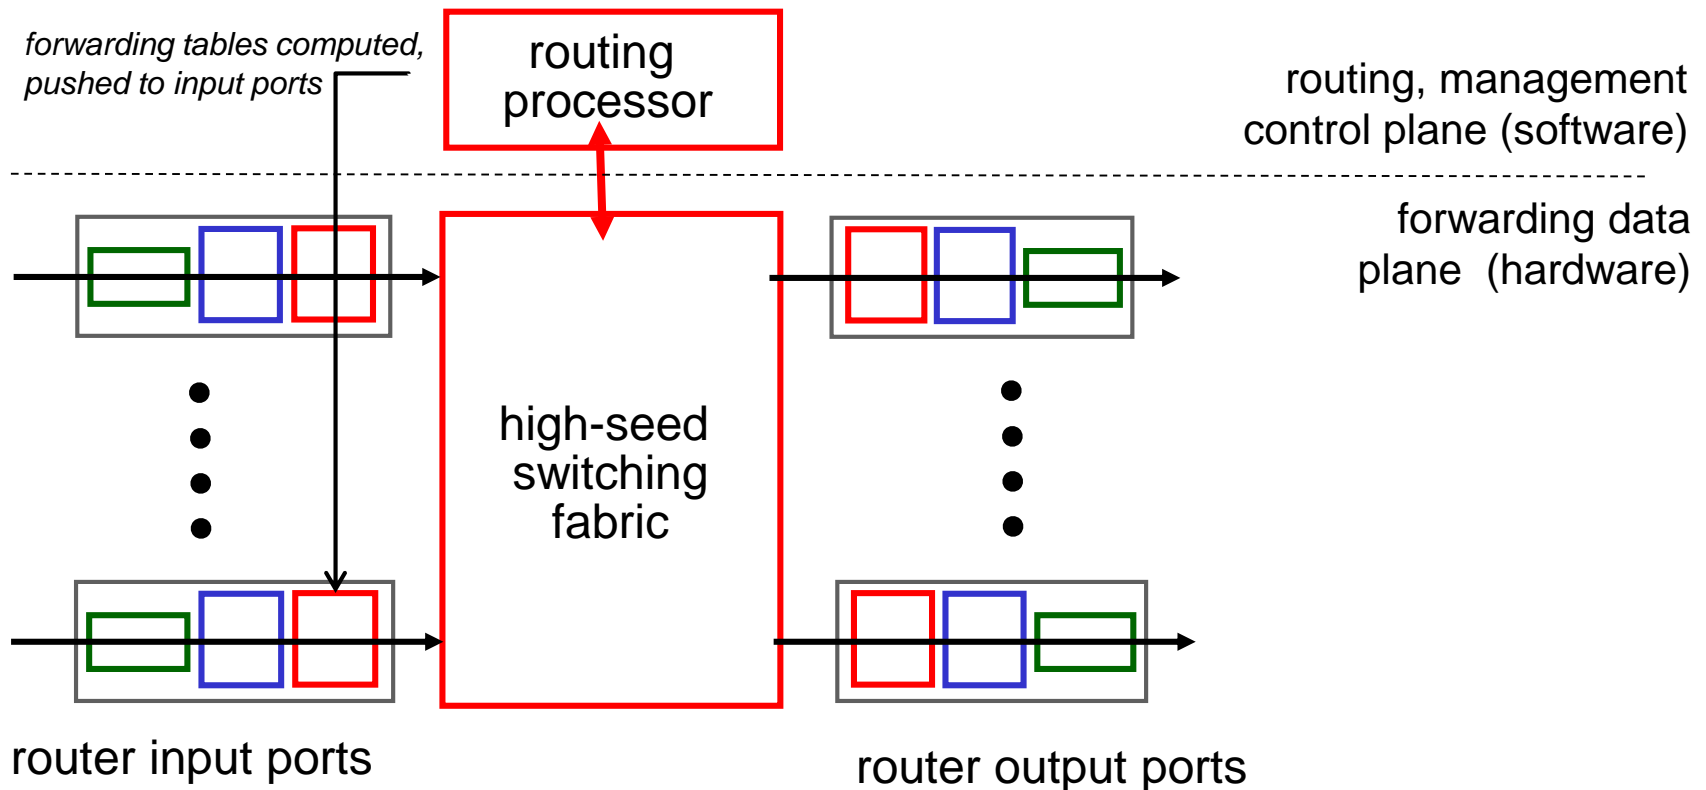 forwarding tables computed,
pushed to input ports
routing
processor
routing, management
control plane (software)
forwarding data
plane (hardware)
high-seed
switching
fabric
router input ports
router output ports